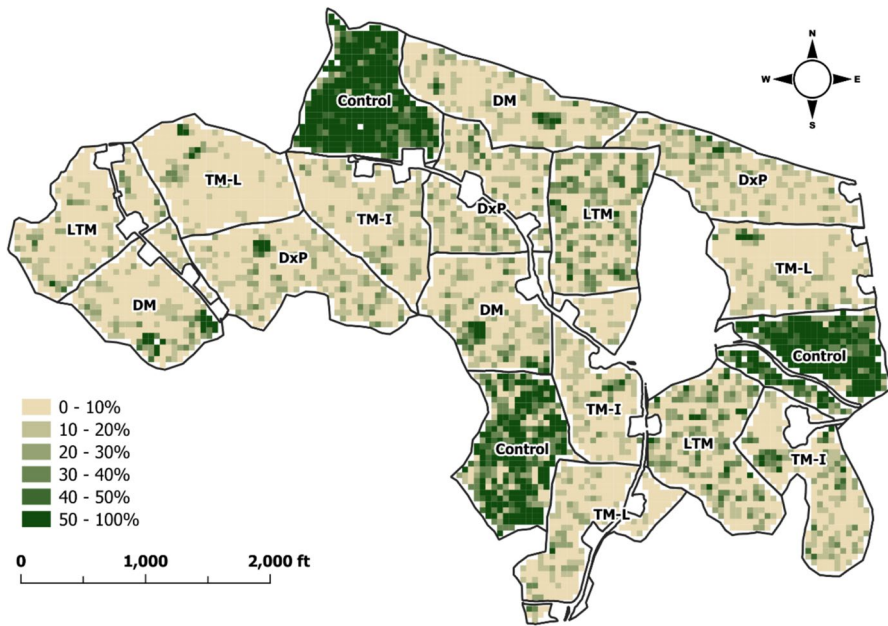 N
W E
S
Control
DM
DxP
TM-L
LTM
TM-I
DxP
LTM
DxP
TM-L
DM
DM
Control
TM-I
Control
LTM
TM-I
TM-L
0 - 10%
10 - 20%
20 - 30%
30 - 40%
40 - 50%
50 - 100%
0 1,000 2,000 ft